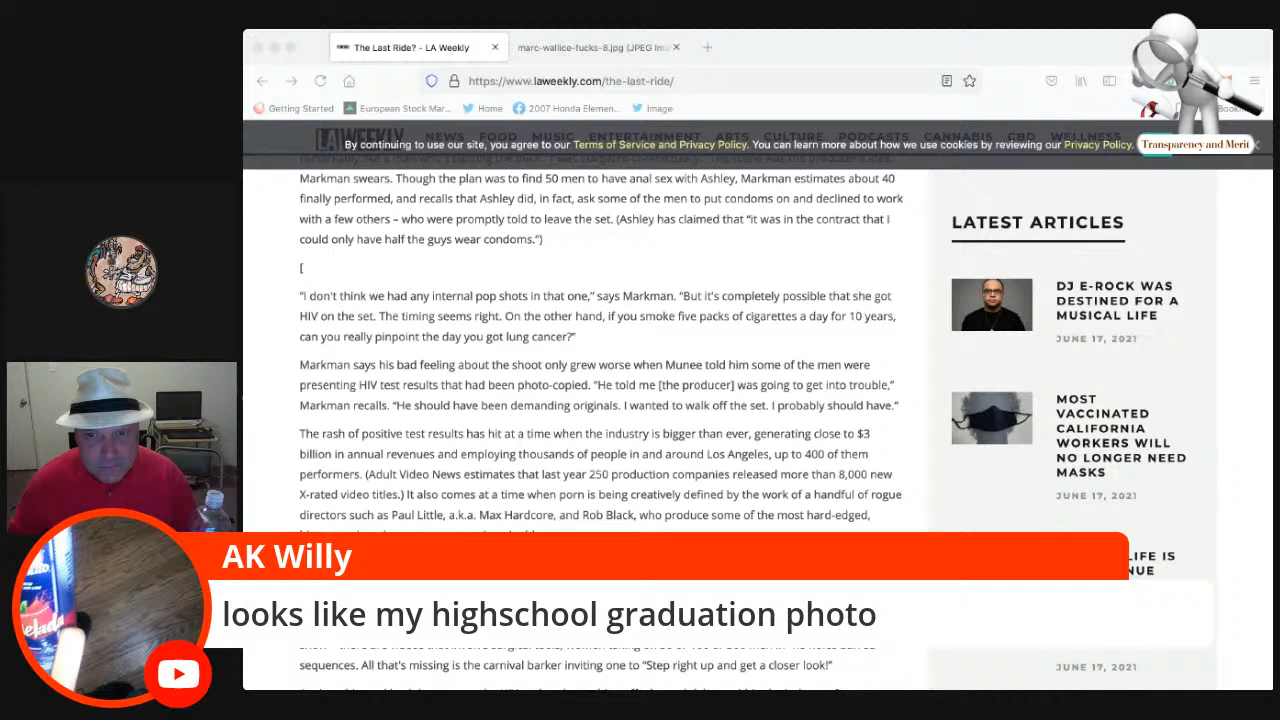 The Last Ride? - LA Weekly
marc-wallice-fucks-8.jpg (JPEG Ima
https://www.laweekly.com/the-last-ride/
Getting Started
European Stock Mar...
Home
2007 Honda Elemen...
Image
LA WEEKLY NEWS FOOD MUSIC ENTERTAINMENT ARTS CULTURE PODCASTS CANNABIS CBD WELLNESS
By continuing to use our site, you agree to our Terms of Service and Privacy Policy. You can learn more about how we use cookies by reviewing our Privacy Policy.
Transparency and Merit
Markman swears. Though the plan was to find 50 men to have anal sex with Ashley, Markman estimates about 40
finally performed, and recalls that Ashley did, in fact, ask some of the men to put condoms on and declined to work
with a few others – who were promptly told to leave the set. (Ashley has claimed that “it was in the contract that i
could only have half the guys wear condoms.”)
[
“I don't think we had any internal pop shots in that one,” says Markman. “But it's completely possible that she got
HIV on the set. The timing seems right. On the other hand, if you smoke five packs of cigarettes a day for 10 years,
can you really pinpoint the day you got lung cancer?”
Markman says his bad feeling about the shoot only grew worse when Munee told him some of the men were
presenting HIV test results that had been photo-copied. “He told me [the producer] was going to get into trouble,”
Markman recalls. “He should have been demanding originals. I wanted to walk off the set. I probably should have.”
The rash of positive test results has hit at a time when the industry is bigger than ever, generating close to $3
billion in annual revenues and employing thousands of people in and around Los Angeles, up to 400 of them
performers. (Adult Video News estimates that last year 250 production companies released more than 8,000 new
X-rated video titles.) It also comes at a time when porn is being creatively defined by the work of a handful of rogue
directors such as Paul Little, a.k.a. Max Hardcore, and Rob Black, who produce some of the most hard-edged,
sequences. All that's missing is the carnival barker inviting one to “Step right up and get a closer look!”
LATEST ARTICLES
DJ E-ROCK WAS
DESTINED FOR A
MUSICAL LIFE
JUNE 17, 2021
MOST
VACCINATED
CALIFORNIA
WORKERS WILL
NO LONGER NEED
MASKS
JUNE 17, 2021
LIFE IS
NUE
JUNE 17, 2021
AK Willy
looks like my highschool graduation photo